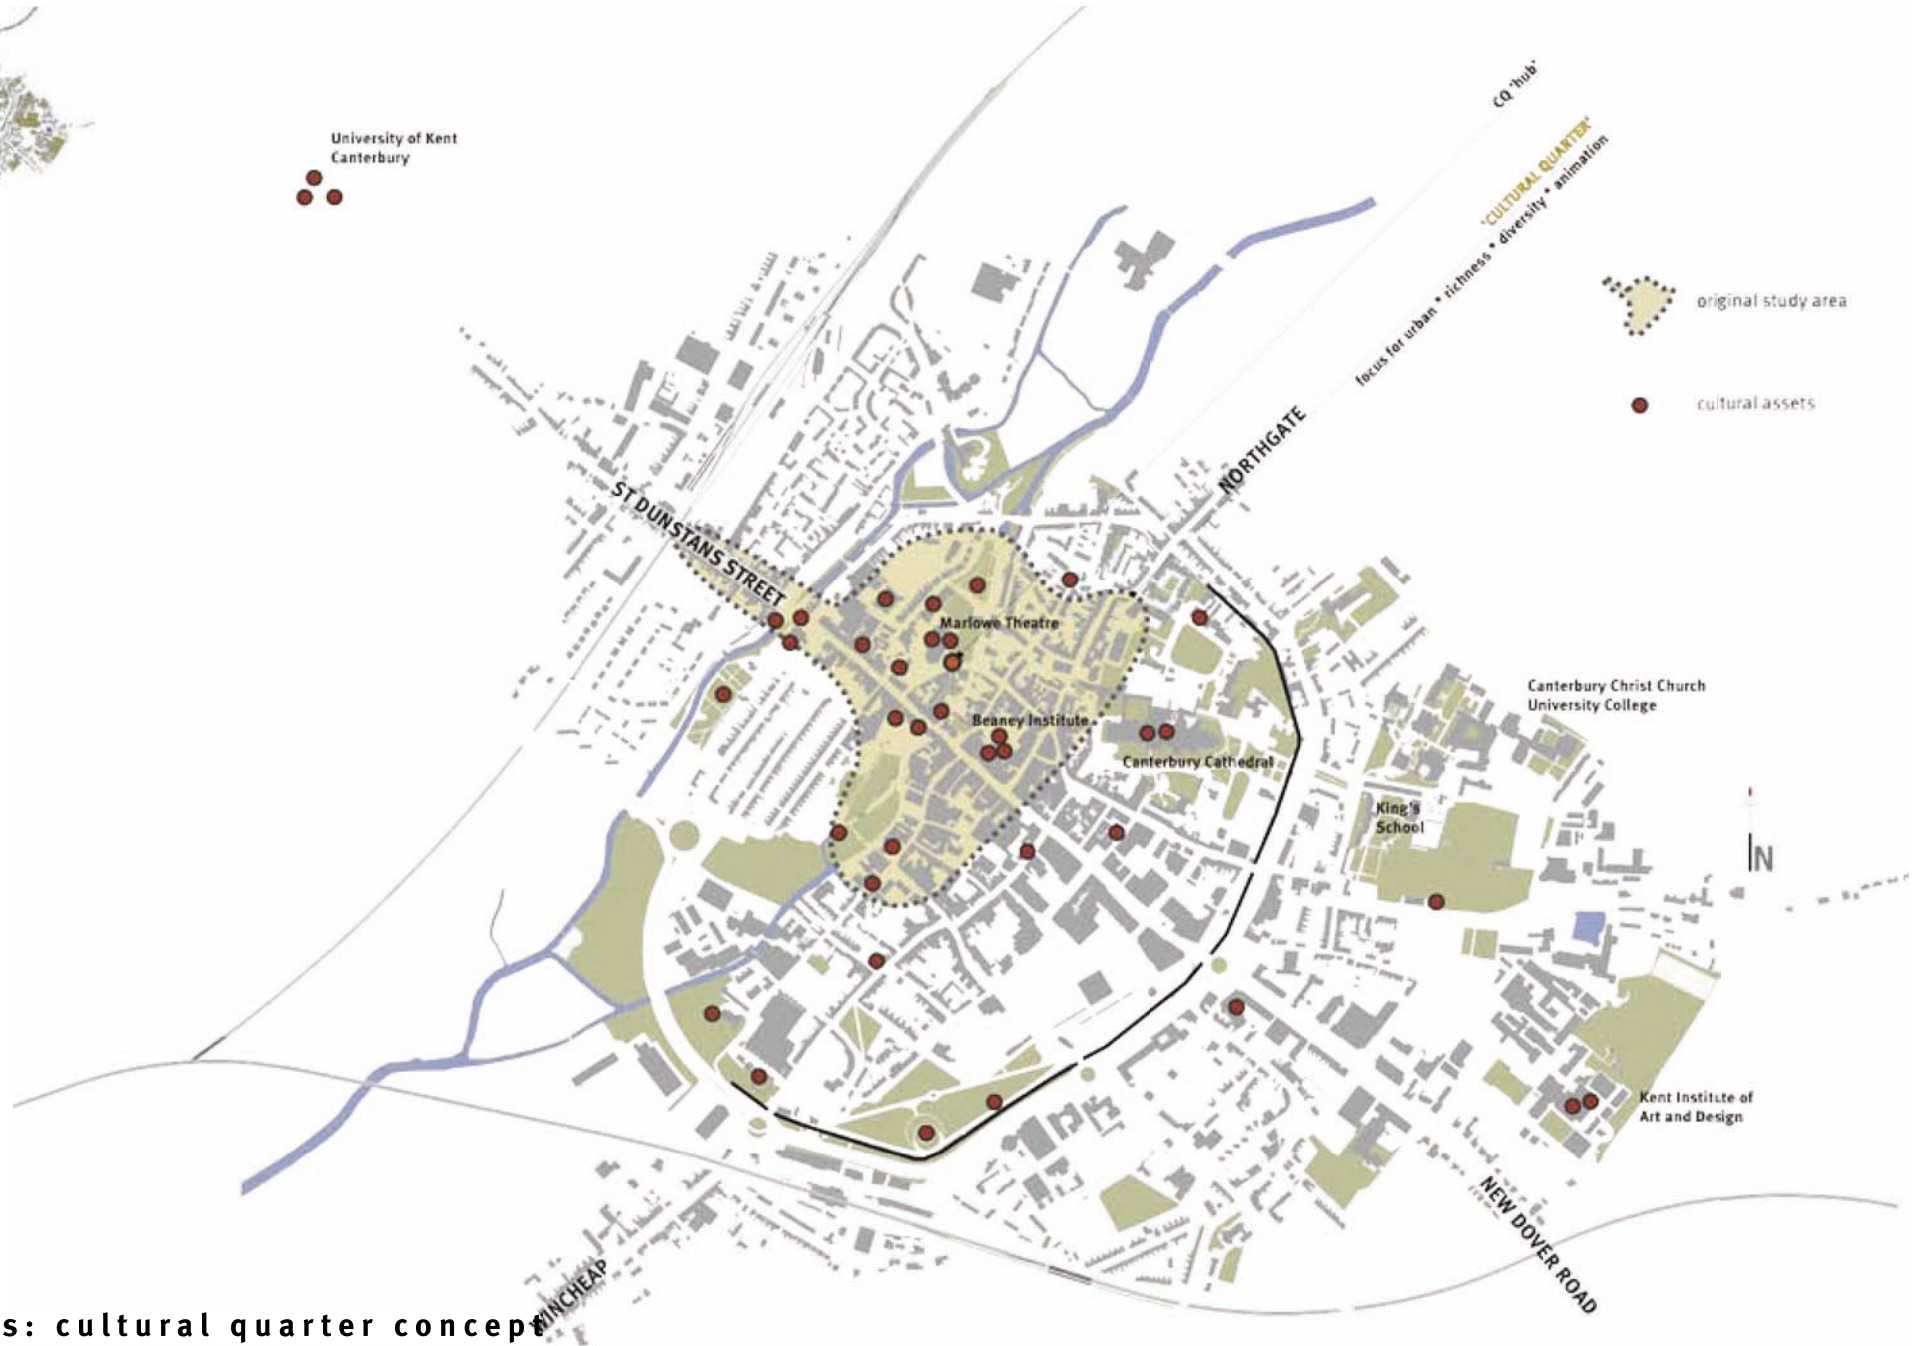 University of Kent
Canterbury
CQ 'hub'
'CULTURAL QUARTER'
focus for urban * richness * diversity * animation
original study area
cultural assets
NORTHGATE
ST DUNSTANS STREET
Marlowe Theatre
Beaney Institute
Canterbury Cathedral
Canterbury Christ Church
University College
King's
School
N
Kent Institute of
Art and Design
NEW DOVER ROAD
WINCHEAP
s: cultural quarter concept